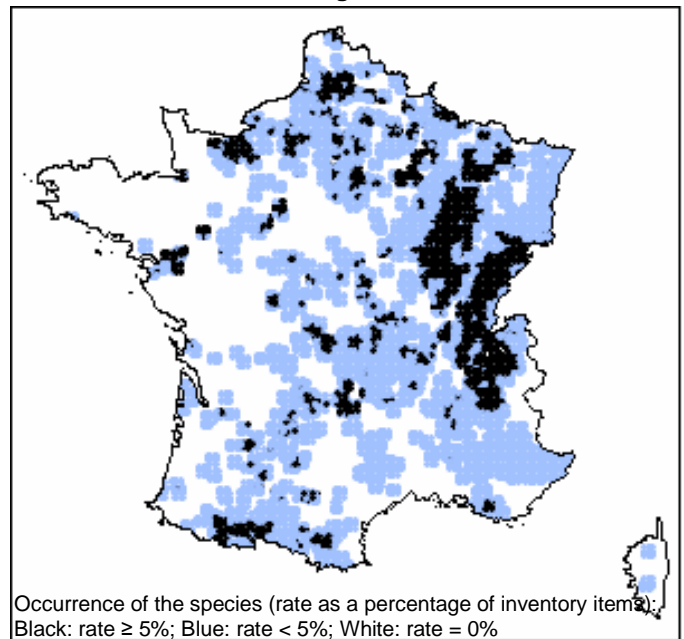 Occurrence of the species (rate as a percentage of inventory items):
Black: rate ≥ 5%; Blue: rate < 5%; White: rate = 0%